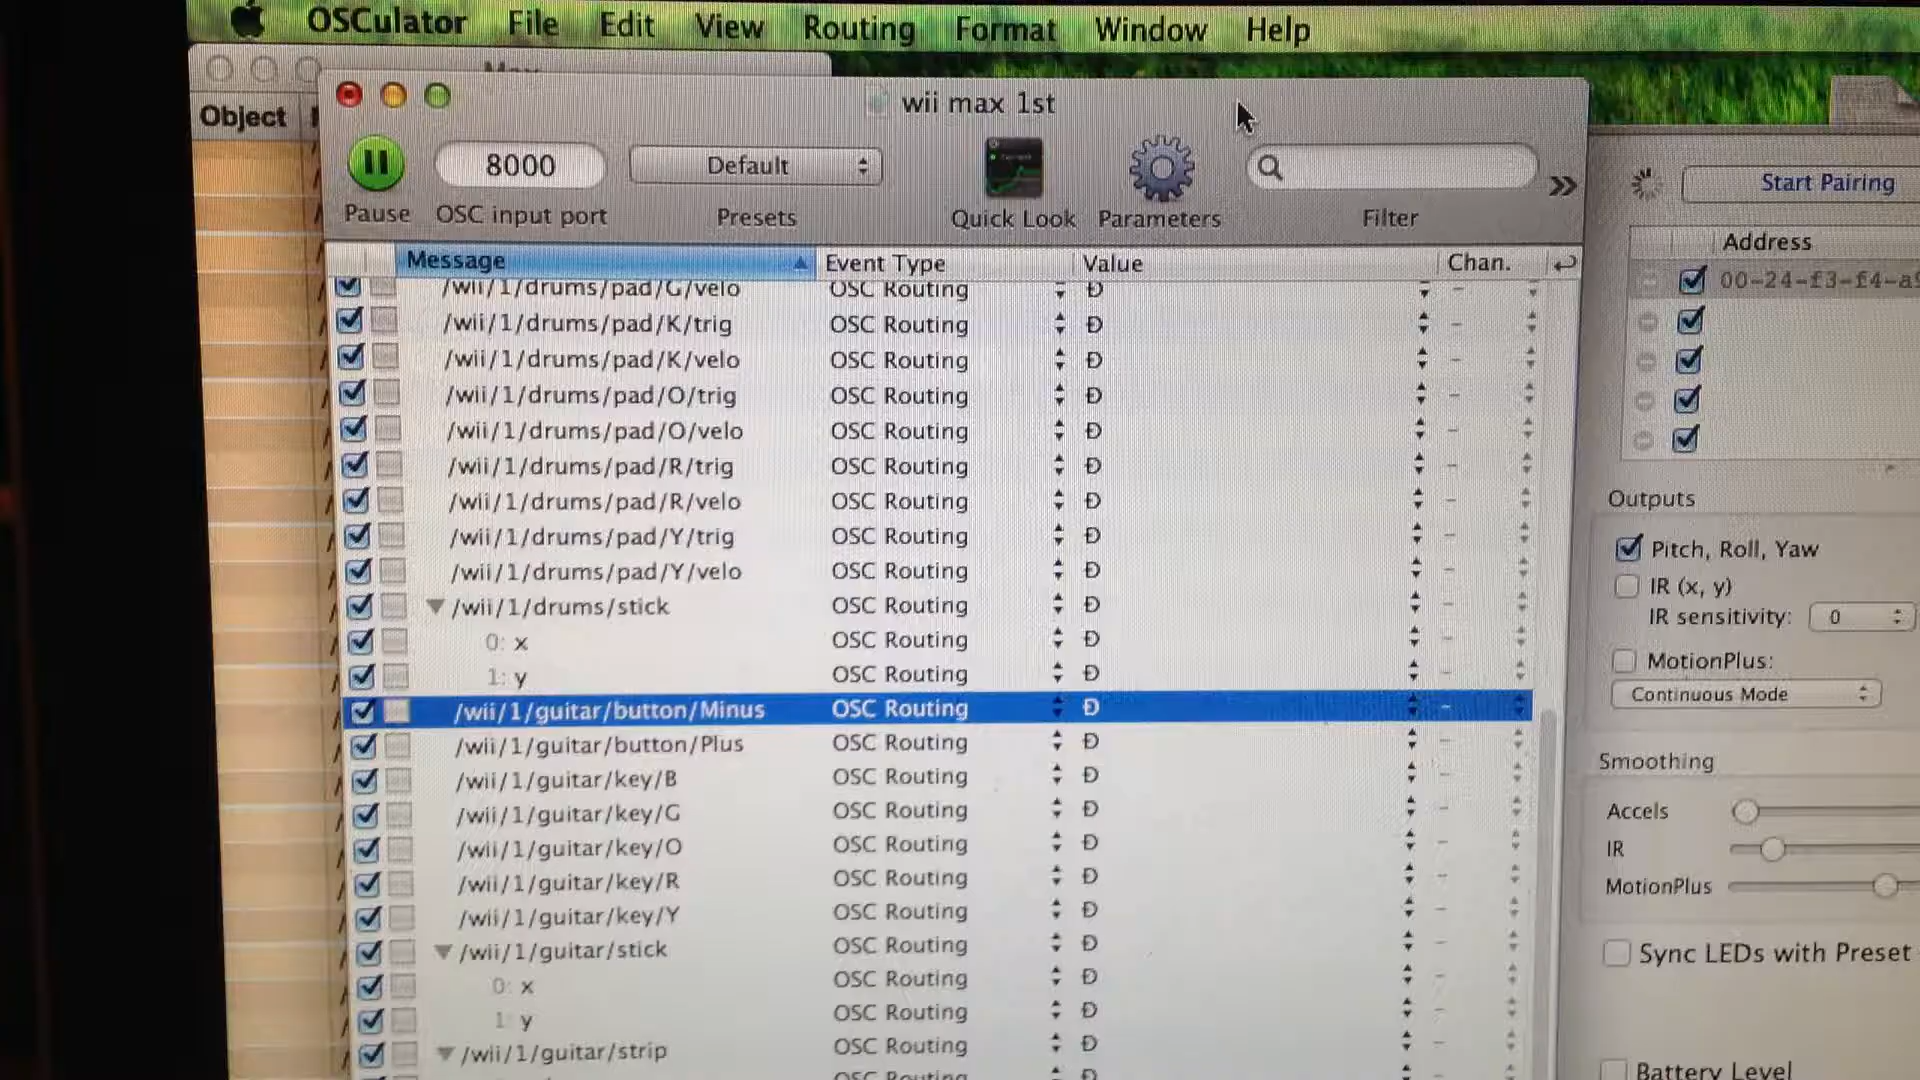 OSCulator File Edit View Routing Format Window Help
Object
wii max 1st
8000 Default
Pause OSC input port Presets Quick Look Parameters Filter
Start Pairing
Message Event Type Value Chan.
Address
/wii/1/drums/pad/G/velo OSC Routing Đ –
00-24-f3-f4-a9
/wii/1/drums/pad/K/trig OSC Routing Đ –
/wii/1/drums/pad/K/velo OSC Routing Đ –
/wii/1/drums/pad/O/trig OSC Routing Đ –
/wii/1/drums/pad/O/velo OSC Routing Đ –
/wii/1/drums/pad/R/trig OSC Routing Đ –
/wii/1/drums/pad/R/velo OSC Routing Đ –
/wii/1/drums/pad/Y/trig OSC Routing Đ –
/wii/1/drums/pad/Y/velo OSC Routing Đ –
/wii/1/drums/stick OSC Routing Đ –
0: x OSC Routing Đ –
1: y OSC Routing Đ –
/wii/1/guitar/button/Minus OSC Routing Đ –
/wii/1/guitar/button/Plus OSC Routing Đ –
/wii/1/guitar/key/B OSC Routing Đ –
/wii/1/guitar/key/G OSC Routing Đ –
/wii/1/guitar/key/O OSC Routing Đ –
/wii/1/guitar/key/R OSC Routing Đ –
/wii/1/guitar/key/Y OSC Routing Đ –
/wii/1/guitar/stick OSC Routing Đ –
0: x OSC Routing Đ –
1: y OSC Routing Đ –
/wii/1/guitar/strip OSC Routing Đ –
OSC Routing
Outputs
Pitch, Roll, Yaw
IR (x, y)
IR sensitivity: 0
MotionPlus:
Continuous Mode
Smoothing
Accels
IR
MotionPlus
Sync LEDs with Preset
Battery Level